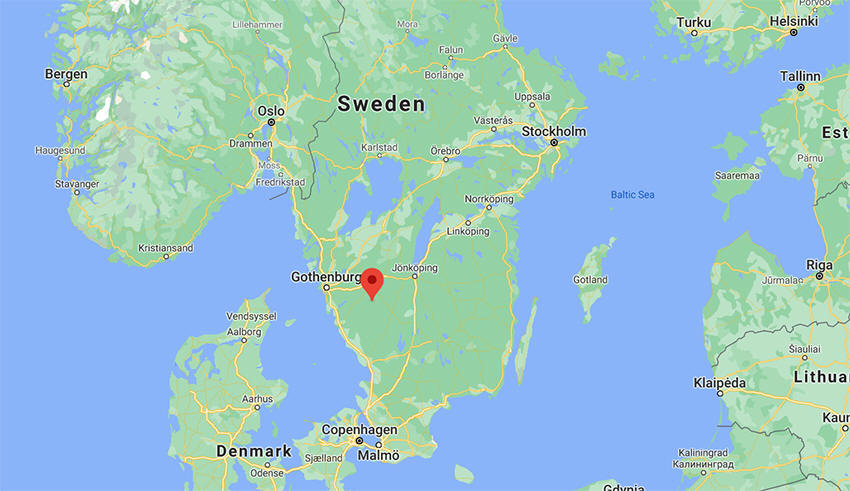 Porvoo
Turku
Helsinki
Lillehammer
Mora
Gävle
Falun
Borlänge
Bergen
Tallinn
Sweden
Uppsala
Oslo
Västerås
Stockholm
Est
Drammen
Karlstad
Örebro
Haugesund
Moss
Pärnu
Fredrikstad
Saaremaa
Stavanger
Baltic Sea
Norrköping
Linköping
Kristiansand
Riga
Jönköping
Gothenburg
Gotland
Jūrmala
Vendsyssel
Aalborg
Šiauliai
Lithua
Klaipėda
Aarhus
Kaun
Copenhagen
Denmark
Malmö
Sjælland
Kaliningrad
Калининград
Odense
Gdynia